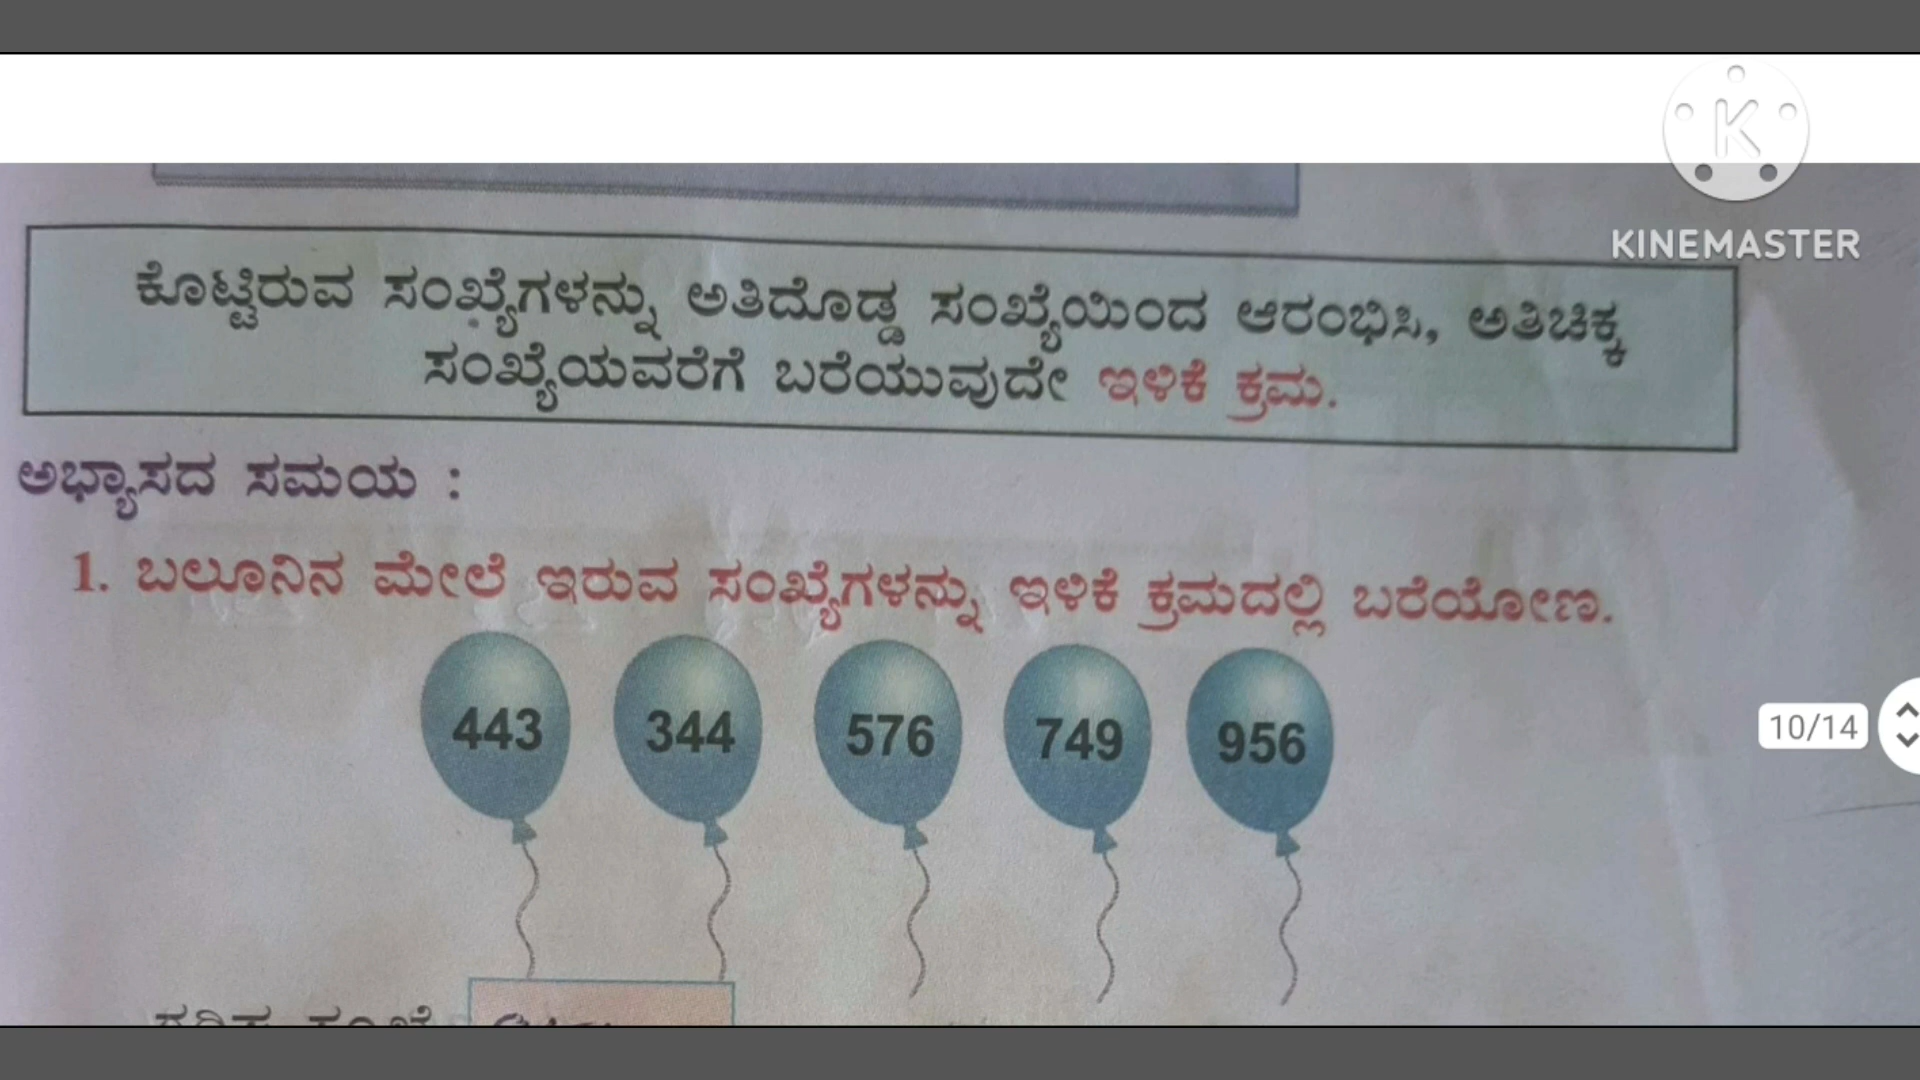 K
KINEMASTER
ಕೊಟ್ಟಿರುವ ಸಂಖ್ಯೆಗಳನ್ನು ಅತಿದೊಡ್ಡ ಸಂಖ್ಯೆಯಿಂದ ಆರಂಭಿಸಿ, ಅತಿಚಿಕ್ಕ
ಸಂಖ್ಯೆಯವರೆಗೆ ಬರೆಯುವುದೇ ಇಳಿಕೆ ಕ್ರಮ.
ಅಭ್ಯಾಸದ ಸಮಯ :
1. ಬಲೂನಿನ ಮೇಲೆ ಇರುವ ಸಂಖ್ಯೆಗಳನ್ನು ಇಳಿಕೆ ಕ್ರಮದಲ್ಲಿ ಬರೆಯೋಣ.
443 344 576 749 956
10/14